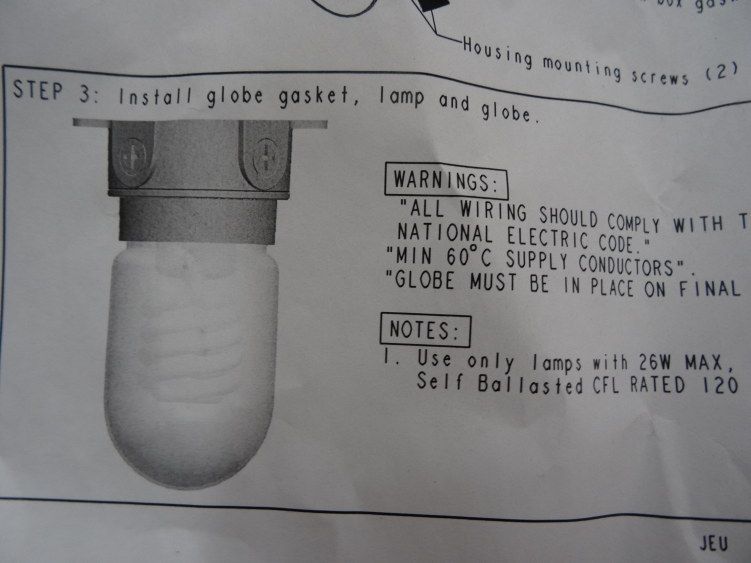 box gas
Housing mounting screws (2)
STEP 3: Install globe gasket, lamp and globe.
WARNINGS:
"ALL WIRING SHOULD COMPLY WITH T
NATIONAL ELECTRIC CODE."
"MIN 60°C SUPPLY CONDUCTORS".
"GLOBE MUST BE IN PLACE ON FINAL
NOTES:
1. Use only lamps with 26W MAX,
Self Ballasted CFL RATED 120
JEU